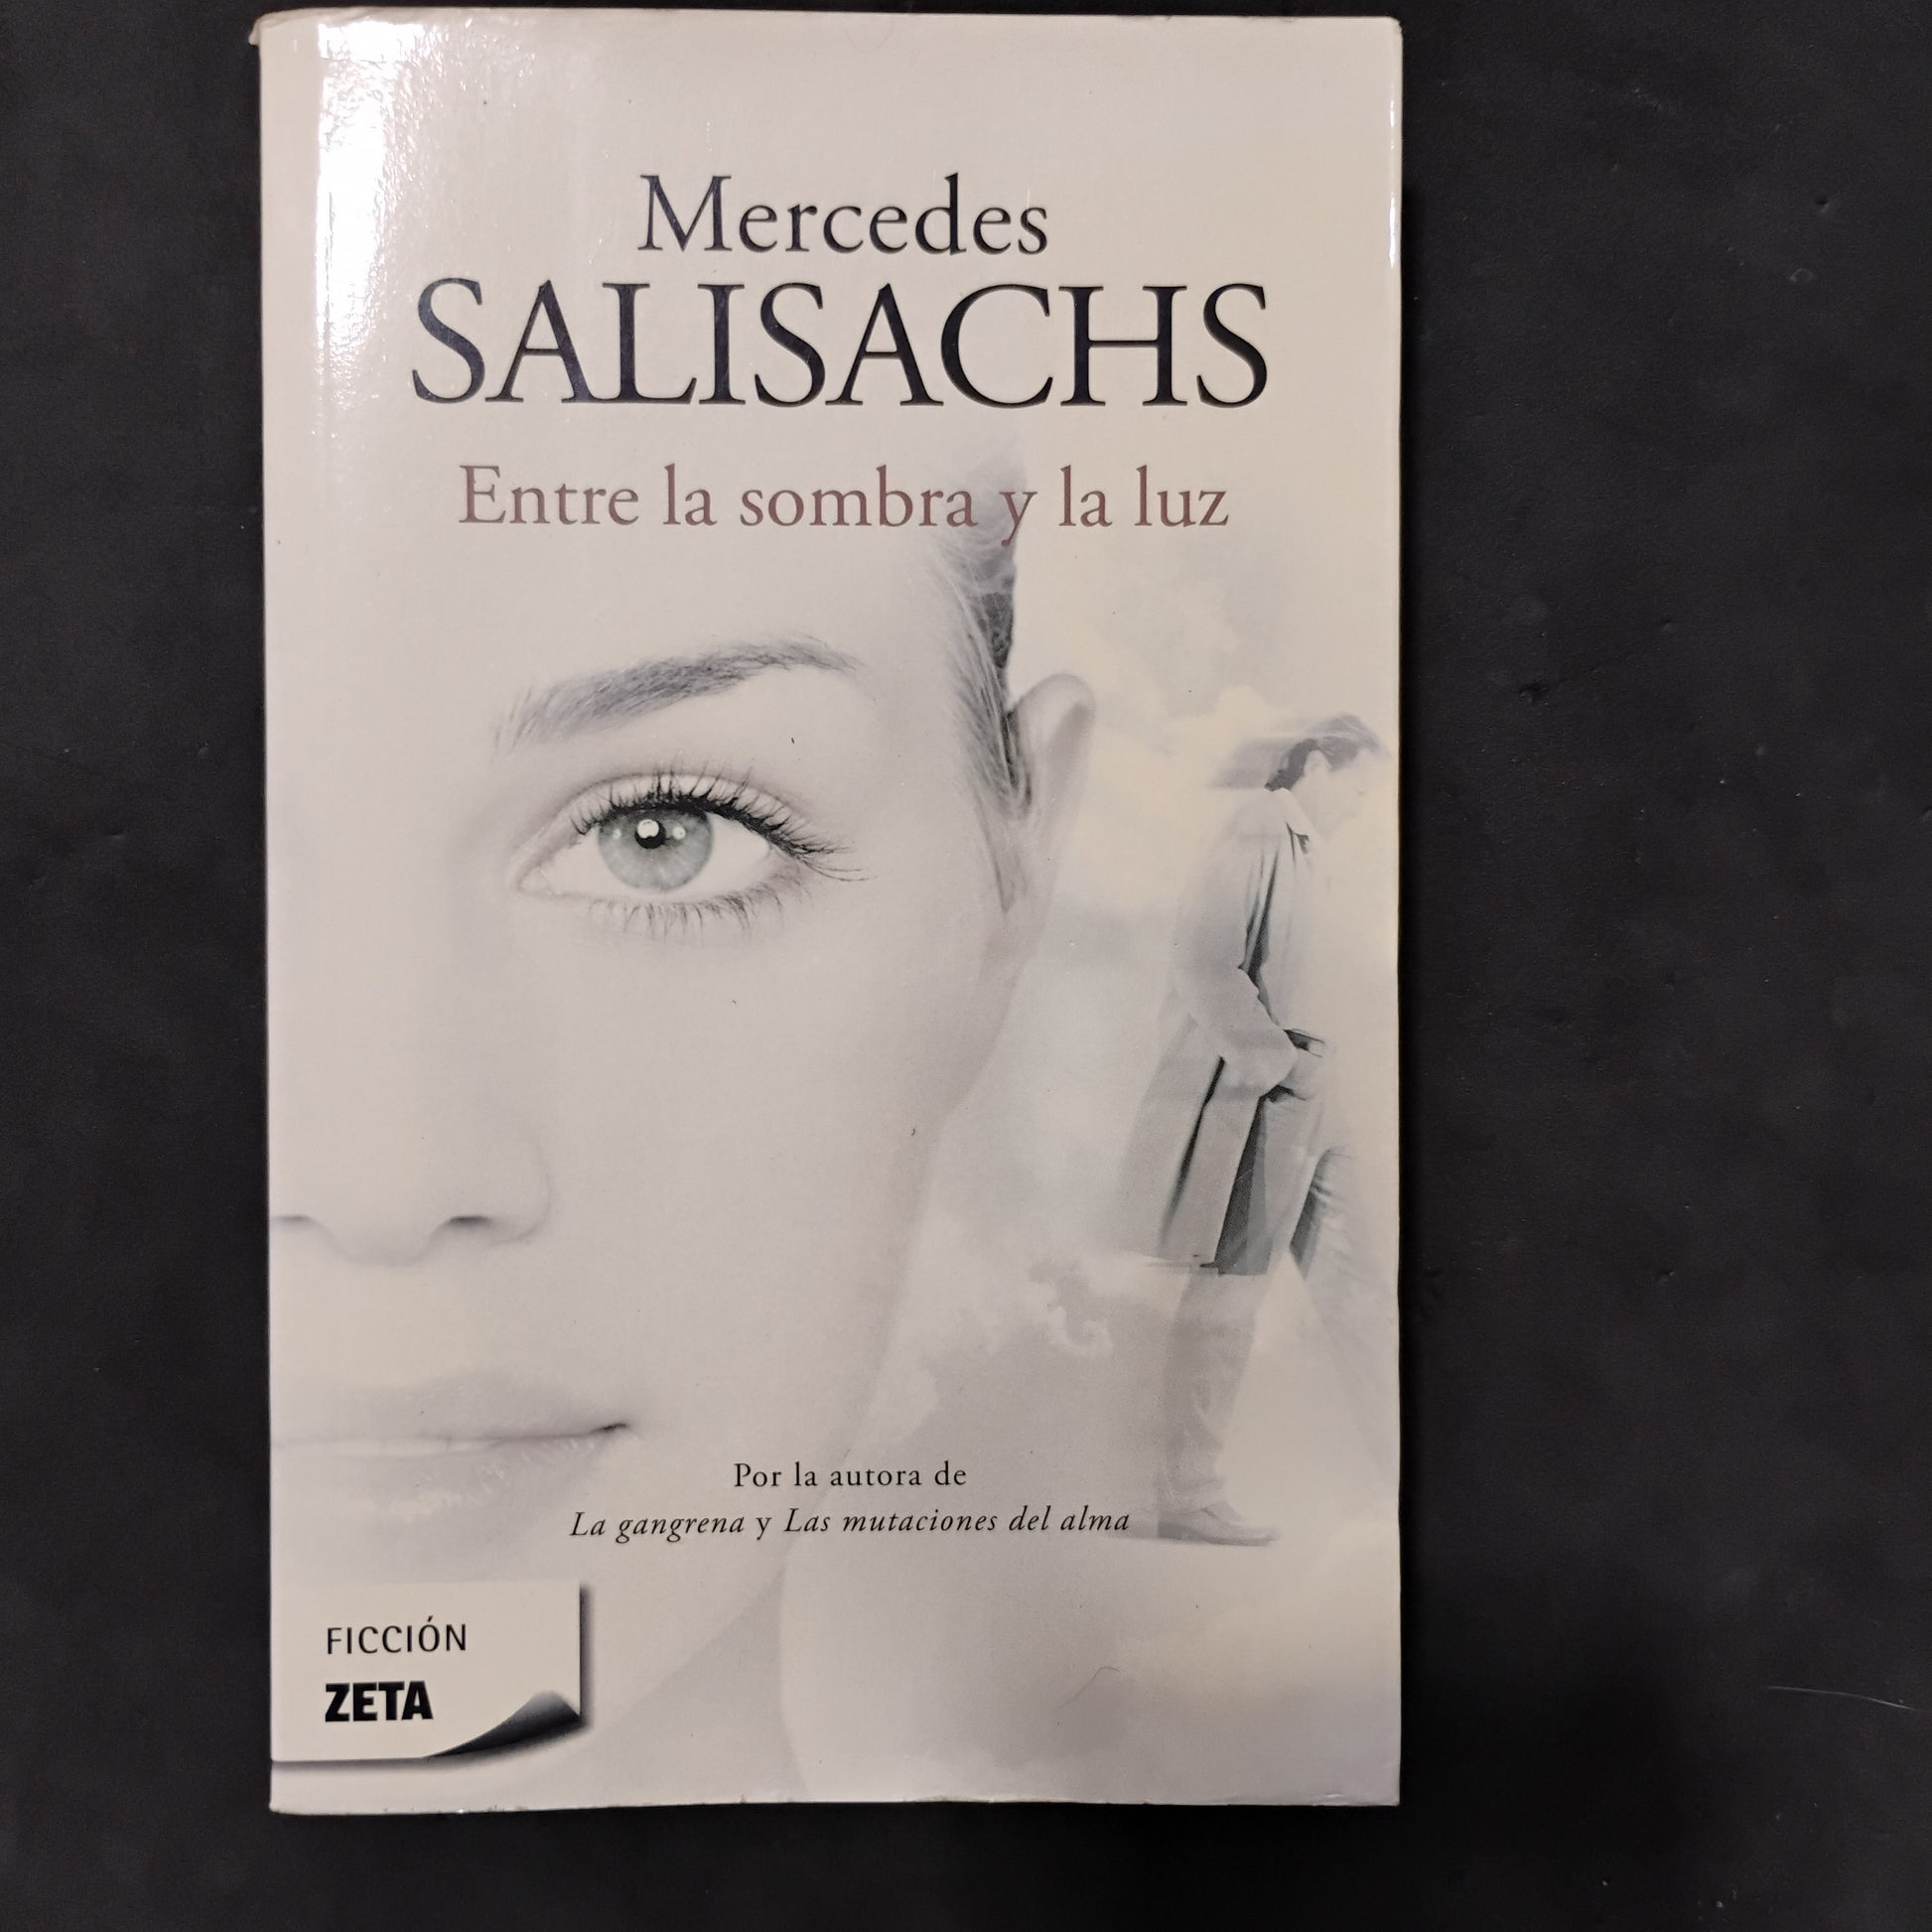 Mercedes
SALISACHS
Entre la sombra y la luz
Por la autora de
La gangrena y Las mutaciones del alma
FICCIÓN
ZETA